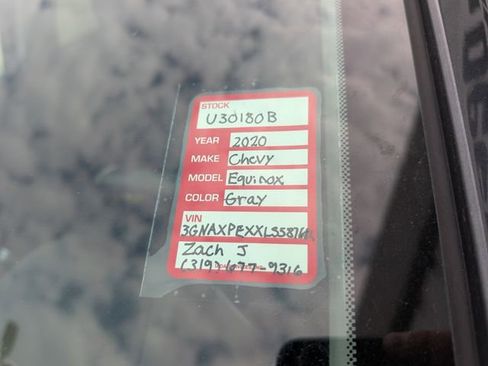 STOCK
U30180B
YEAR 2020
MAKE Chevy
MODEL Equinox
COLOR Gray
VIN
Zach J
(319) 677-9316